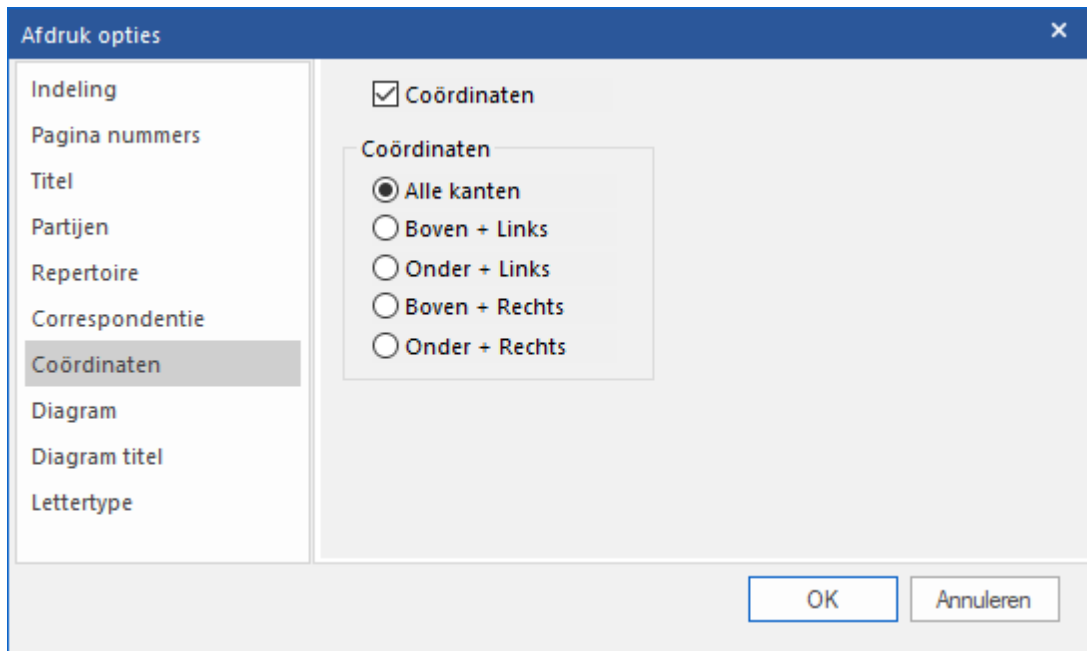 Afdruk opties
Indeling
Pagina nummers
Titel
Partijen
Repertoire
Correspondentie
Coördinaten
Diagram
Diagram titel
Lettertype
Coördinaten
Coördinaten
Alle kanten
Boven + Links
Onder + Links
Boven + Rechts
Onder + Rechts
OK
Annuleren